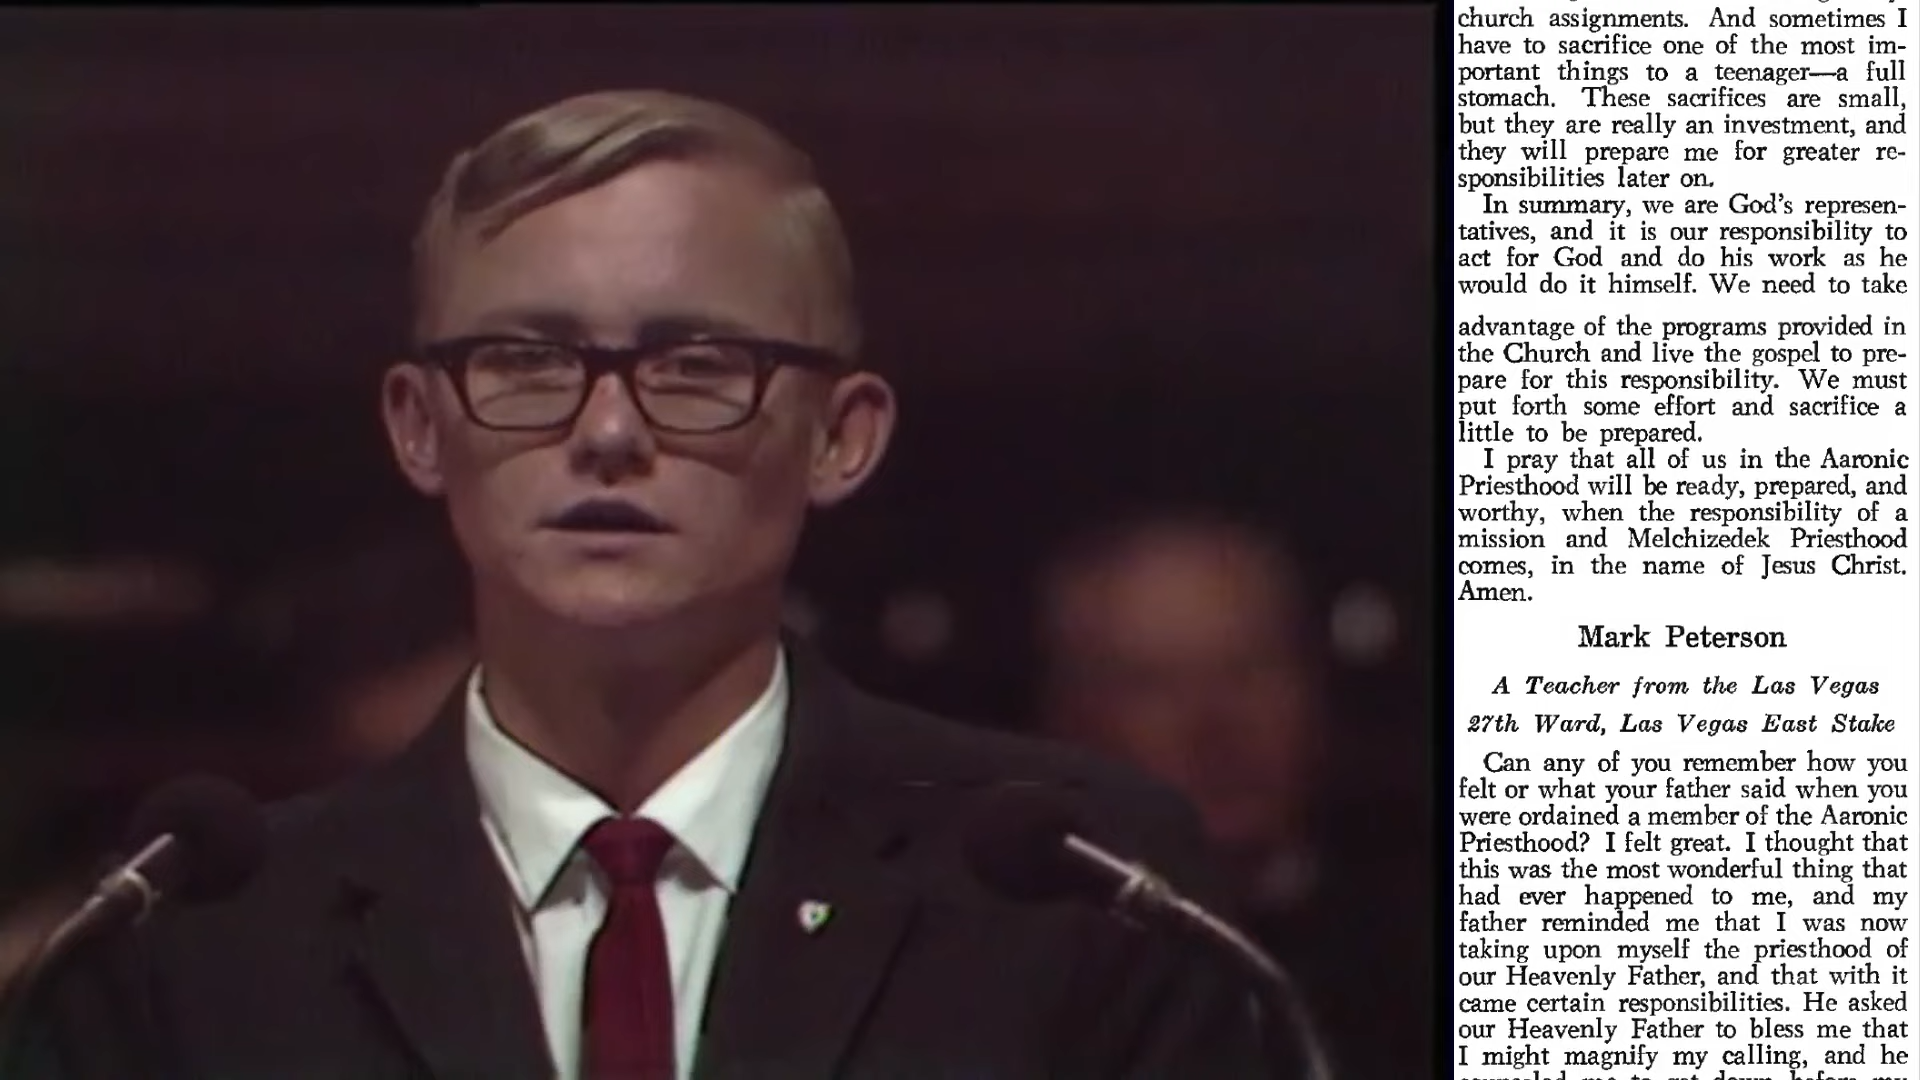 church assignments. And sometimes I
have to sacrifice one of the most im-
portant things to a teenager—a full
stomach. These sacrifices are small,
but they are really an investment, and
they will prepare me for greater re-
sponsibilities later on.
In summary, we are God's represen-
tatives, and it is our responsibility to
act for God and do his work as he
would do it himself. We need to take
advantage of the programs provided in
the Church and live the gospel to pre-
pare for this responsibility. We must
put forth some effort and sacrifice a
little to be prepared.
I pray that all of us in the Aaronic
Priesthood will be ready, prepared, and
worthy, when the responsibility of a
mission and Melchizedek Priesthood
comes, in the name of Jesus Christ.
Amen.
Mark Peterson
A Teacher from the Las Vegas
27th Ward, Las Vegas East Stake
Can any of you remember how you
felt or what your father said when you
were ordained a member of the Aaronic
Priesthood? I felt great. I thought that
this was the most wonderful thing that
had ever happened to me, and my
father reminded me that I was now
taking upon myself the priesthood of
our Heavenly Father, and that with it
came certain responsibilities. He asked
our Heavenly Father to bless me that
I might magnify my calling, and he